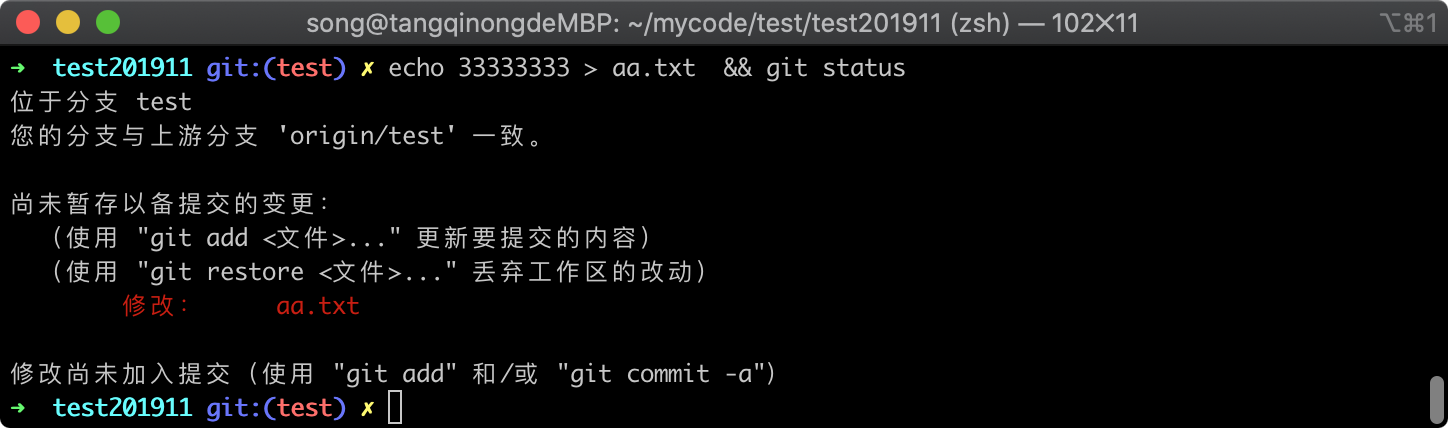 song@tangqinongdeMBP: ~/mycode/test/test201911 (zsh) — 102×11 ⌥⌘1
➜ test201911 git:(test) ✗ echo 33333333 > aa.txt && git status
位于分支 test
您的分支与上游分支 'origin/test' 一致。
尚未暂存以备提交的变更：
（使用 "git add <文件>..." 更新要提交的内容）
（使用 "git restore <文件>..." 丢弃工作区的改动）
修改： aa.txt
修改尚未加入提交（使用 "git add" 和/或 "git commit -a"）
➜ test201911 git:(test) ✗